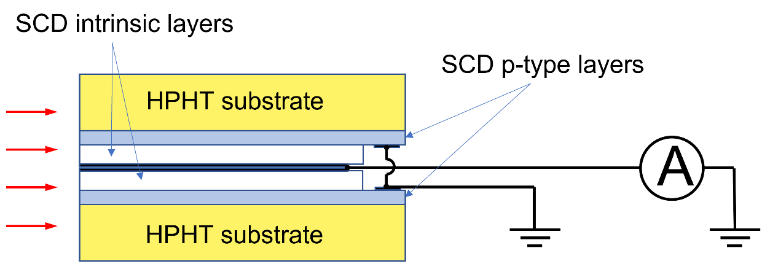 SCD intrinsic layers
SCD p-type layers
HPHT substrate
A
HPHT substrate